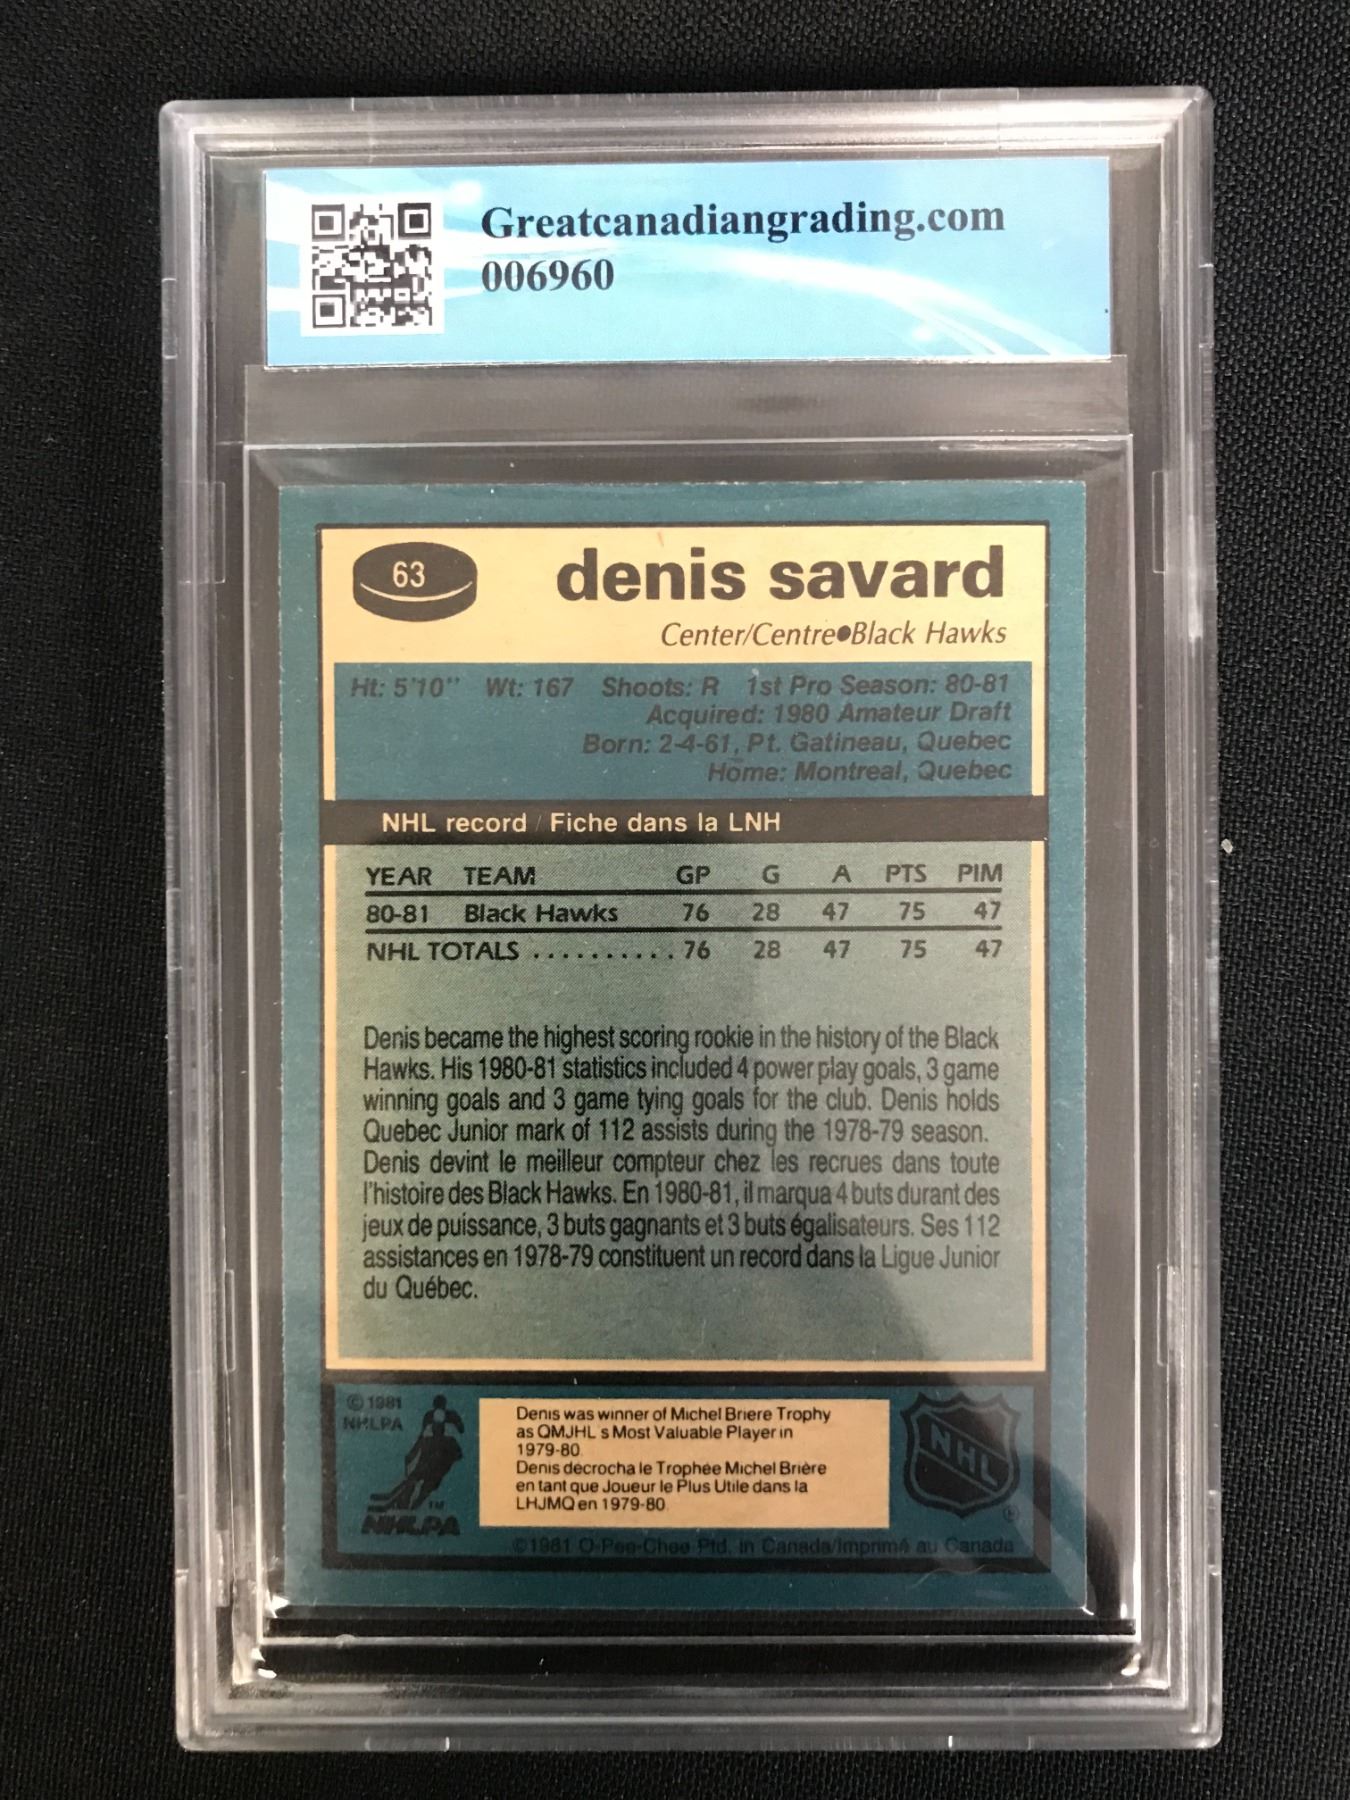 Greatcanadiangrading.com
006960
63
denis savard
Center/Centre●Black Hawks
Ht: 5'10" Wt: 167 Shoots: R 1st Pro Season: 80-81
Acquired: 1980 Amateur Draft
Born: 2-4-61, Pt. Gatineau, Quebec
Home: Montreal, Quebec
NHL record / Fiche dans la LNH
YEAR TEAM GP G A PTS PIM
80-81 Black Hawks 76 28 47 75 47
NHL TOTALS .......... 76 28 47 75 47
Denis became the highest scoring rookie in the history of the Black
Hawks. His 1980-81 statistics included 4 power play goals, 3 game
winning goals and 3 game tying goals for the club. Denis holds
Quebec Junior mark of 112 assists during the 1978-79 season.
Denis devint le meilleur compteur chez les recrues dans toute
l'histoire des Black Hawks. En 1980-81, il marqua 4 buts durant des
jeux de puissance, 3 buts gagnants et 3 buts égalisateurs. Ses 112
assistances en 1978-79 constituent un record dans la Ligue Junior
du Québec.
© 1981
NHLPA
TM
NHLPA
Denis was winner of Michel Briere Trophy
as QMJHL s Most Valuable Player in
1979-80.
Denis décrocha le Trophée Michel Brière
en tant que Joueur le Plus Utile dans la
LHJMQ en 1979-80.
NHL
®
©1981 O-Pee-Chee Ptd. in Canada/Imprimé au Canada